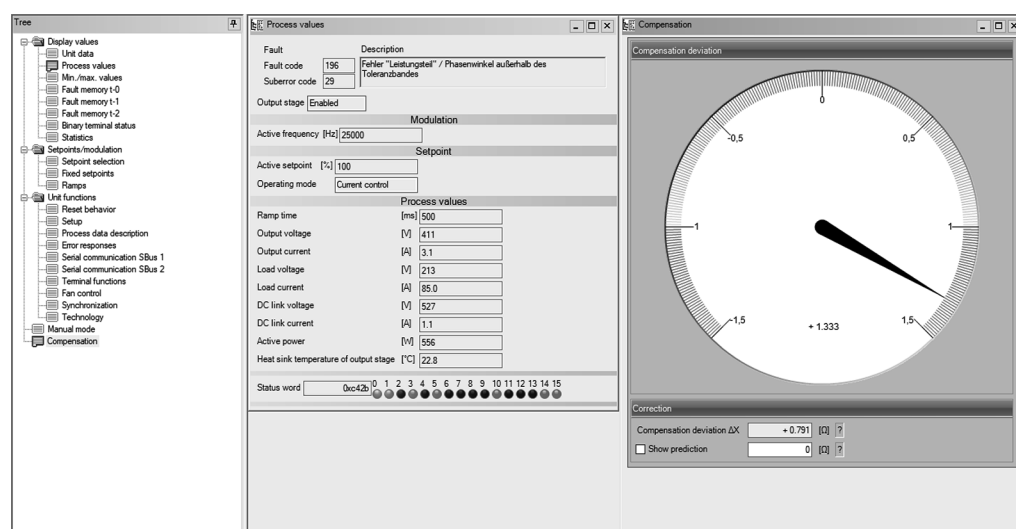 Tree
Display values
Unit data
Process values
Min./max. values
Fault memory t-0
Fault memory t-1
Fault memory t-2
Binary terminal status
Statistics
Setpoints/modulation
Setpoint selection
Fixed setpoints
Ramps
Unit functions
Reset behavior
Setup
Process data description
Error responses
Serial communication SBus 1
Serial communication SBus 2
Terminal functions
Fan control
Synchronization
Technology
Manual mode
Compensation
Process values
Fault Description
Fault code 196 Fehler "Leistungsteil" / Phasenwinkel außerhalb des
Toleranzbandes
Suberror code 29
Output stage Enabled
Modulation
Active frequency [Hz] 25000
Setpoint
Active setpoint [%] 100
Operating mode Current control
Process values
Ramp time [ms] 500
Output voltage [V] 411
Output current [A] 3.1
Load voltage [V] 213
Load current [A] 85.0
DC link voltage [V] 527
DC link current [A] 1.1
Active power [W] 556
Heat sink temperature of output stage [°C] 22.8
Status word 0xc42b 0 1 2 3 4 5 6 7 8 9 10 11 12 13 14 15
Compensation
Compensation deviation
0
-0,5 0,5
-1 1
-1,5 + 1.333 1,5
Correction
Compensation deviation ΔX + 0.791 [Ω] ?
Show prediction 0 [Ω] ?